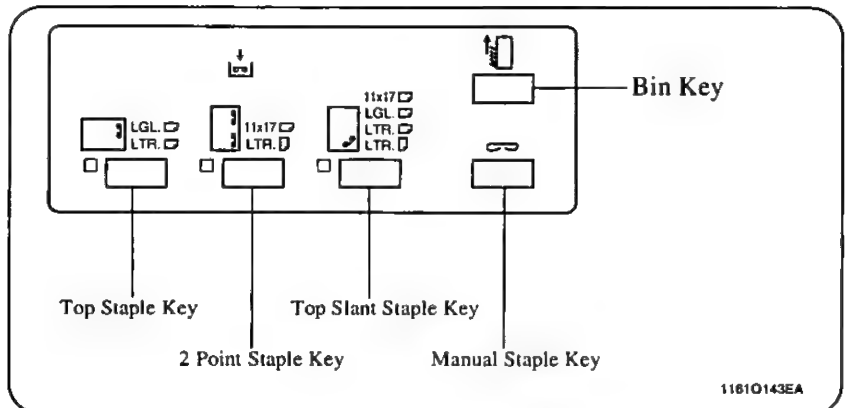 11x17
LGL.
LTR.
LTR.
Bin Key
LGL.
LTR.
11x17
LTR.
Top Staple Key
Top Slant Staple Key
2 Point Staple Key
Manual Staple Key
1161O143EA